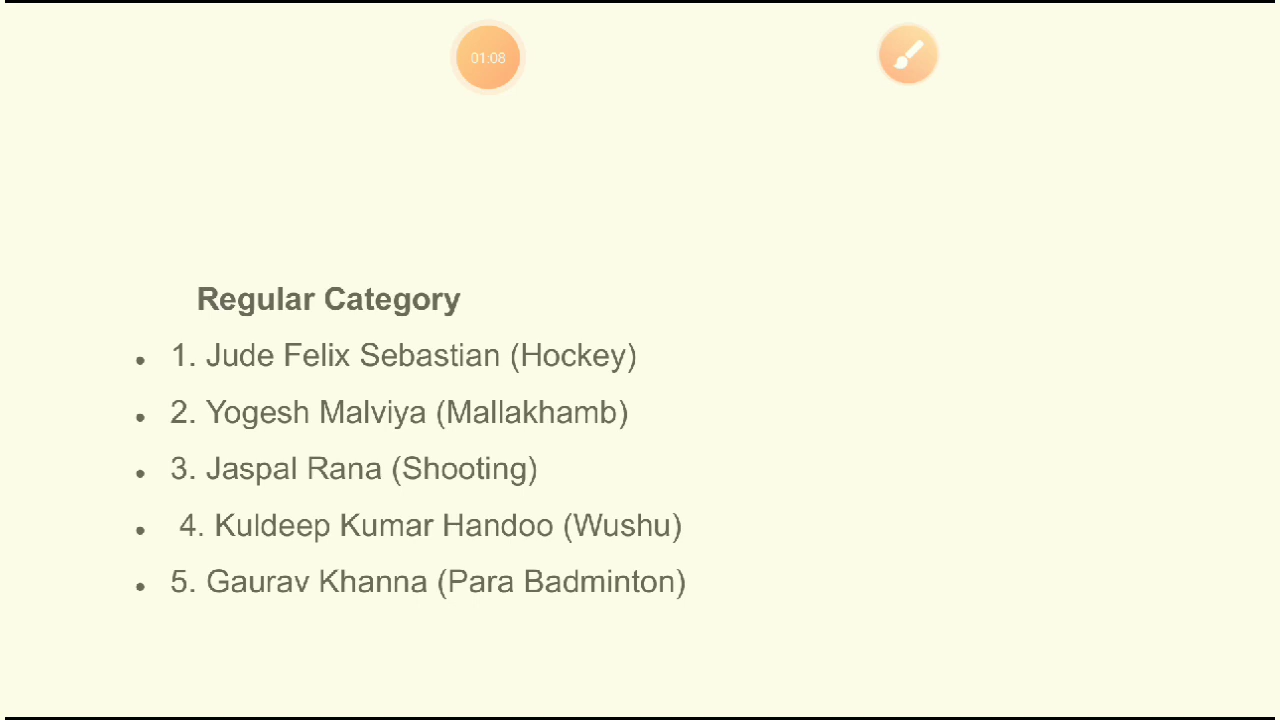 01:08
Regular Category
• 1. Jude Felix Sebastian (Hockey)
• 2. Yogesh Malviya (Mallakhamb)
• 3. Jaspal Rana (Shooting)
• 4. Kuldeep Kumar Handoo (Wushu)
• 5. Gaurav Khanna (Para Badminton)